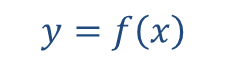 y = f(x)